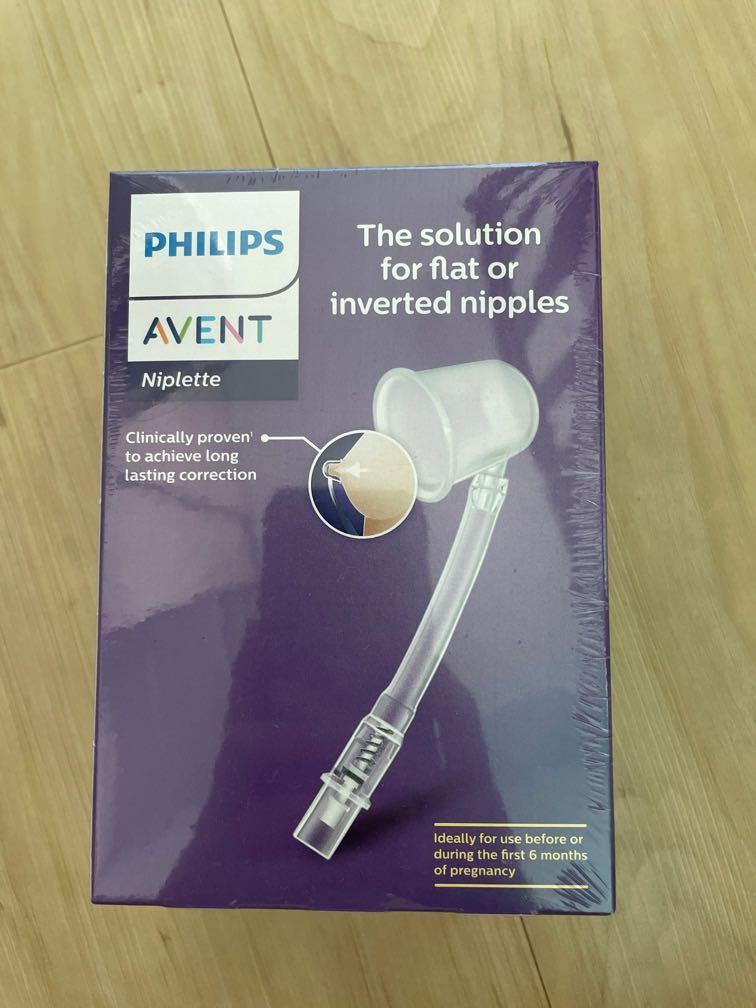 PHILIPS
AVENT
Niplette
The solution
for flat or
inverted nipples
Clinically proven¹
to achieve long
lasting correction
Ideally for use before or
during the first 6 months
of pregnancy